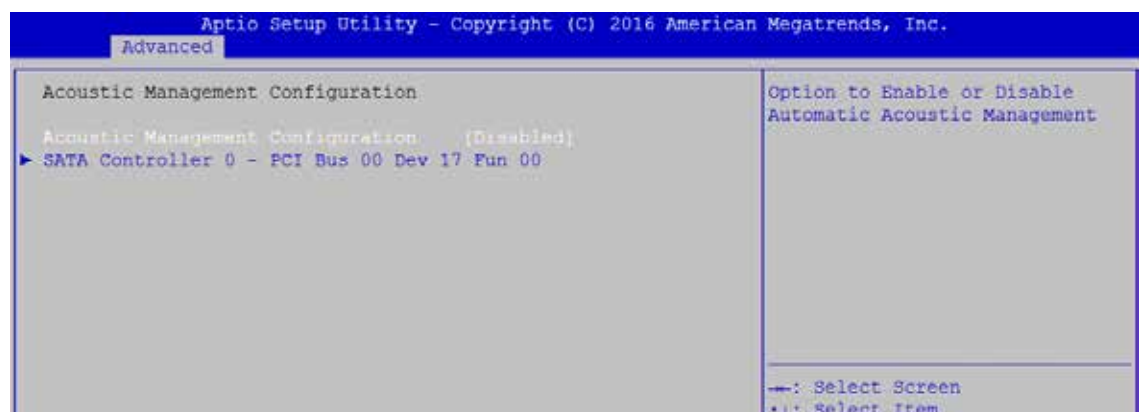 Aptio Setup Utility - Copyright (C) 2016 American Megatrends, Inc.
Advanced
Acoustic Management Configuration
Acoustic Management Configuration [Disabled]
► SATA Controller 0 - PCI Bus 00 Dev 17 Fun 00
Option to Enable or Disable
Automatic Acoustic Management
: Select Screen
: Select Item